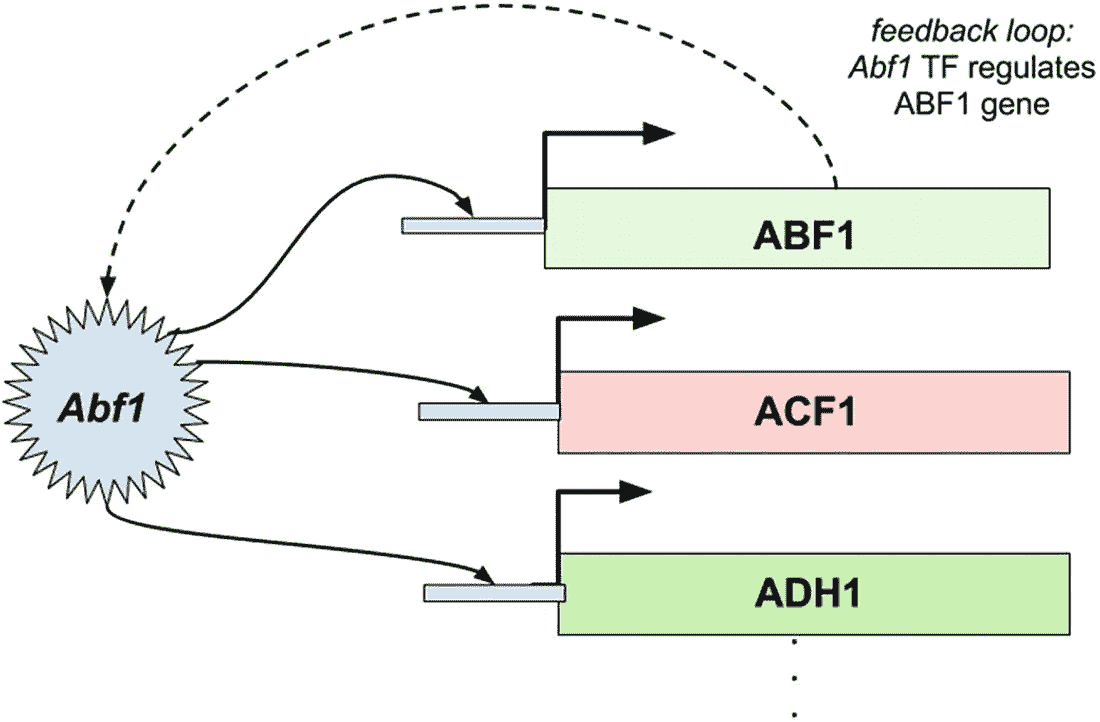 feedback loop:
Abf1 TF regulates
ABF1 gene
ABF1
Abf1
ACF1
ADH1